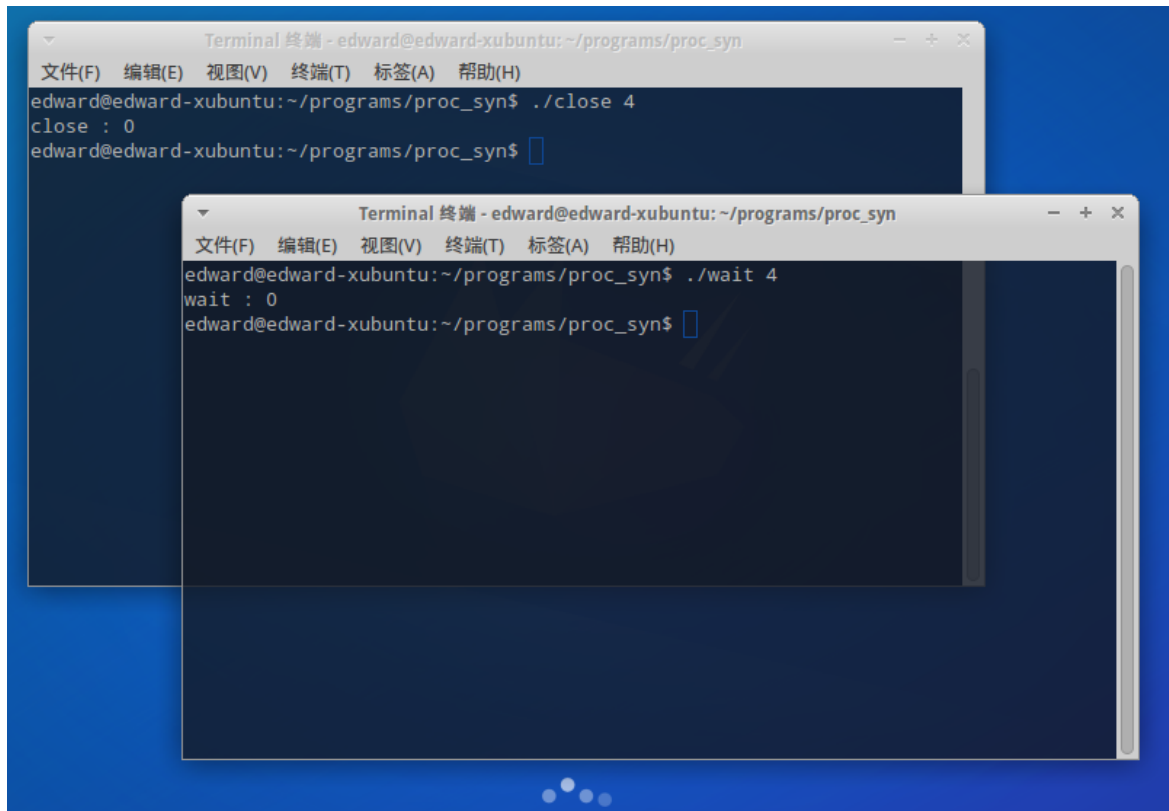 Terminal 终端 - edward@edward-xubuntu: ~/programs/proc_syn
文件(F) 编辑(E) 视图(V) 终端(T) 标签(A) 帮助(H)
edward@edward-xubuntu:~/programs/proc_syn$ ./close 4
close : 0
edward@edward-xubuntu:~/programs/proc_syn$
Terminal 终端 - edward@edward-xubuntu: ~/programs/proc_syn
文件(F) 编辑(E) 视图(V) 终端(T) 标签(A) 帮助(H)
edward@edward-xubuntu:~/programs/proc_syn$ ./wait 4
wait : 0
edward@edward-xubuntu:~/programs/proc_syn$